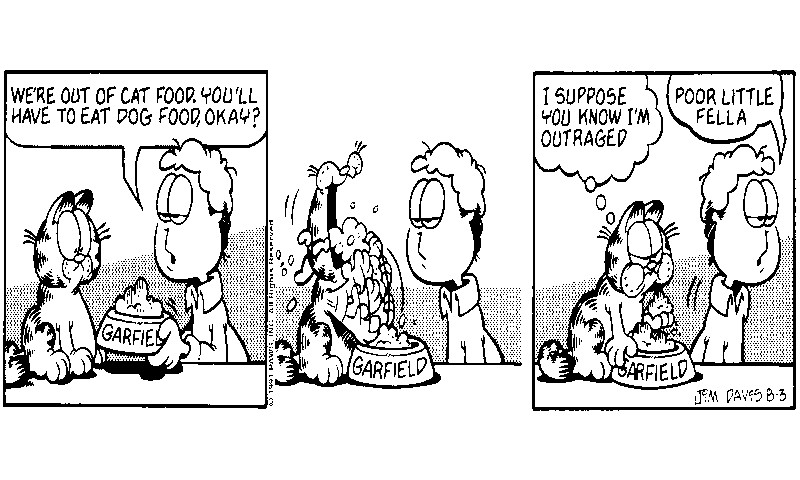 WE'RE OUT OF CAT FOOD. YOU'LL
HAVE TO EAT DOG FOOD, OKAY?
GARFIEL
GARFIELD
I SUPPOSE
YOU KNOW I'M
OUTRAGED
POOR LITTLE
FELLA
GARFIELD
JIM DAVIS 8-3